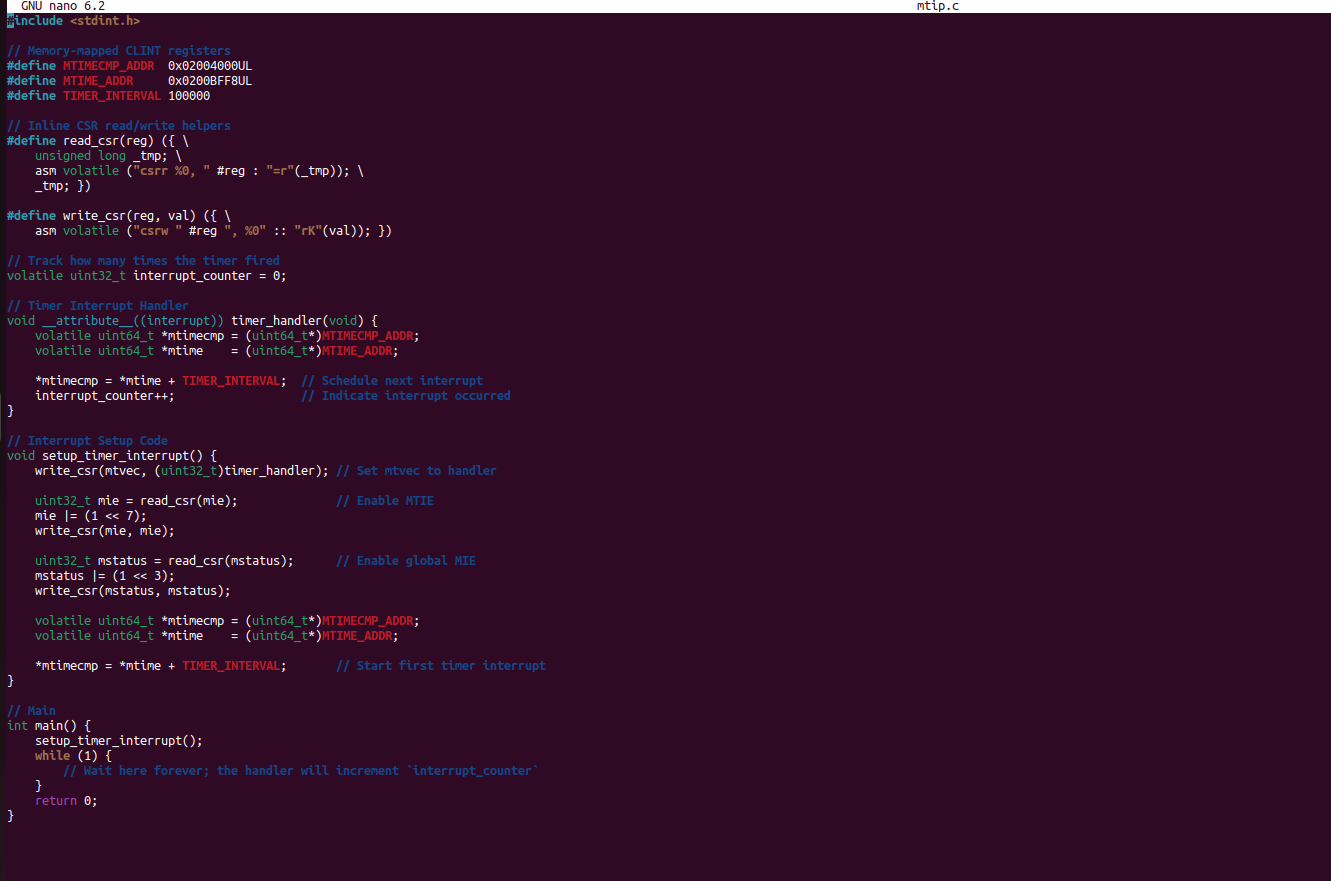 GNU nano 6.2 mtip.c
#include <stdint.h>

// Memory-mapped CLINT registers
#define MTIMECMP_ADDR  0x02004000UL
#define MTIME_ADDR     0x0200BFF8UL
#define TIMER_INTERVAL 100000

// Inline CSR read/write helpers
#define read_csr(reg) ({ \
    unsigned long _tmp; \
    asm volatile ("csrr %0, " #reg : "=r"(_tmp)); \
    _tmp; })

#define write_csr(reg, val) ({ \
    asm volatile ("csrw " #reg ", %0" :: "rK"(val)); })

// Track how many times the timer fired
volatile uint32_t interrupt_counter = 0;

// Timer Interrupt Handler
void __attribute__((interrupt)) timer_handler(void) {
    volatile uint64_t *mtimecmp = (uint64_t*)MTIMECMP_ADDR;
    volatile uint64_t *mtime    = (uint64_t*)MTIME_ADDR;

    *mtimecmp = *mtime + TIMER_INTERVAL;  // Schedule next interrupt
    interrupt_counter++;                  // Indicate interrupt occurred
}

// Interrupt Setup Code
void setup_timer_interrupt() {
    write_csr(mtvec, (uint32_t)timer_handler); // Set mtvec to handler

    uint32_t mie = read_csr(mie);              // Enable MTIE
    mie |= (1 << 7);
    write_csr(mie, mie);

    uint32_t mstatus = read_csr(mstatus);      // Enable global MIE
    mstatus |= (1 << 3);
    write_csr(mstatus, mstatus);

    volatile uint64_t *mtimecmp = (uint64_t*)MTIMECMP_ADDR;
    volatile uint64_t *mtime    = (uint64_t*)MTIME_ADDR;

    *mtimecmp = *mtime + TIMER_INTERVAL;       // Start first timer interrupt
}

// Main
int main() {
    setup_timer_interrupt();
    while (1) {
        // Wait here forever; the handler will increment `interrupt_counter`
    }
    return 0;
}